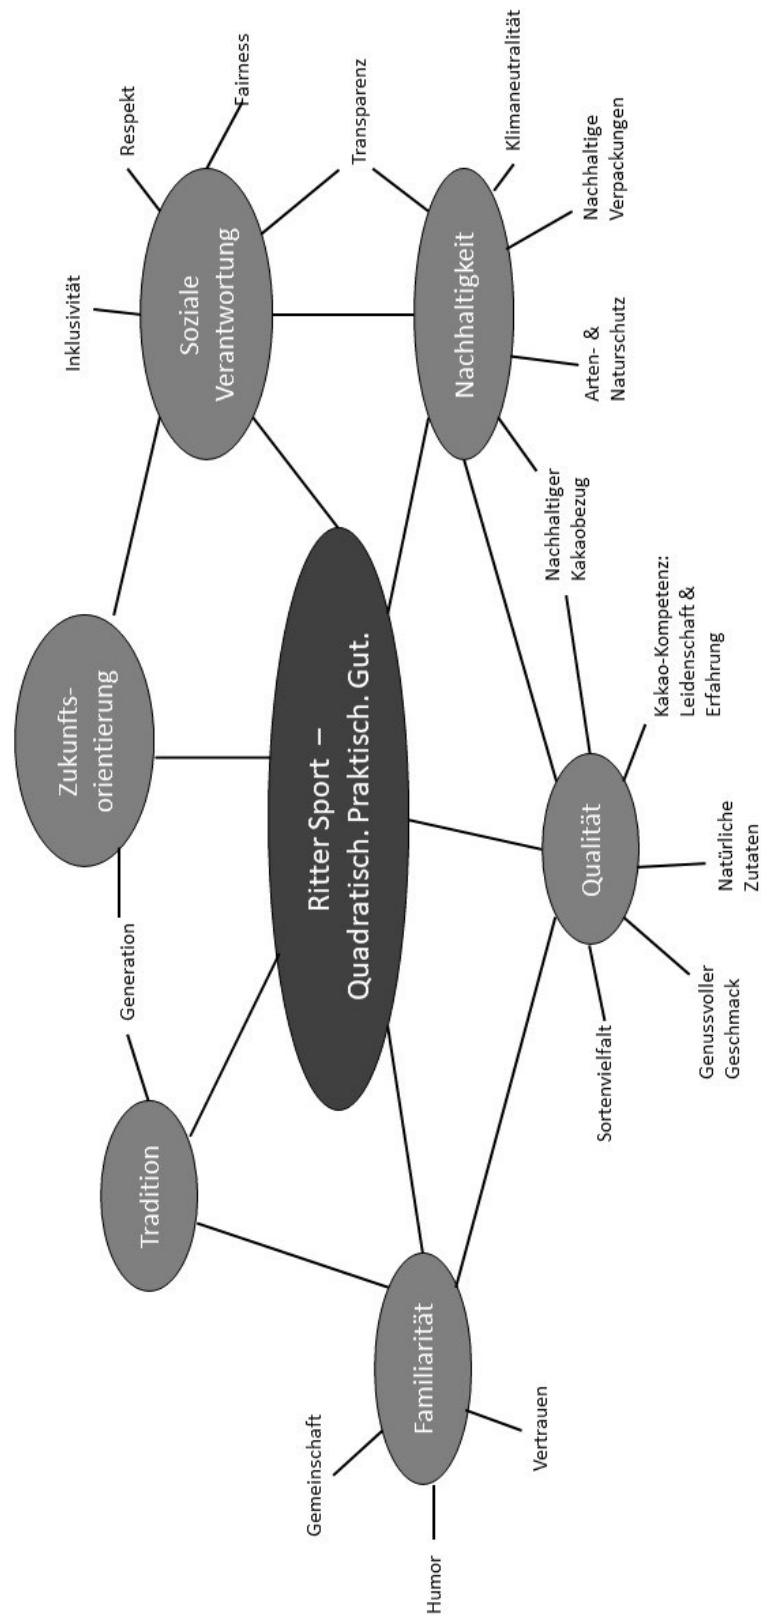 Zukunfts-
orientierung
Generation
Tradition
Inklusivität
Respekt
Fairness
Soziale
Verantwortung
Transparenz
Ritter Sport –
Quadratisch. Praktisch. Gut.
Gemeinschaft
Familiarität
Humor
Vertrauen
Nachhaltigkeit
Klimaneutralität
Nachhaltige
Verpackungen
Arten- &
Naturschutz
Nachhaltiger
Kakaobezug
Qualität
Sortenvielfalt
Genussvoller
Geschmack
Natürliche
Zutaten
Kakao-Kompetenz:
Leidenschaft &
Erfahrung